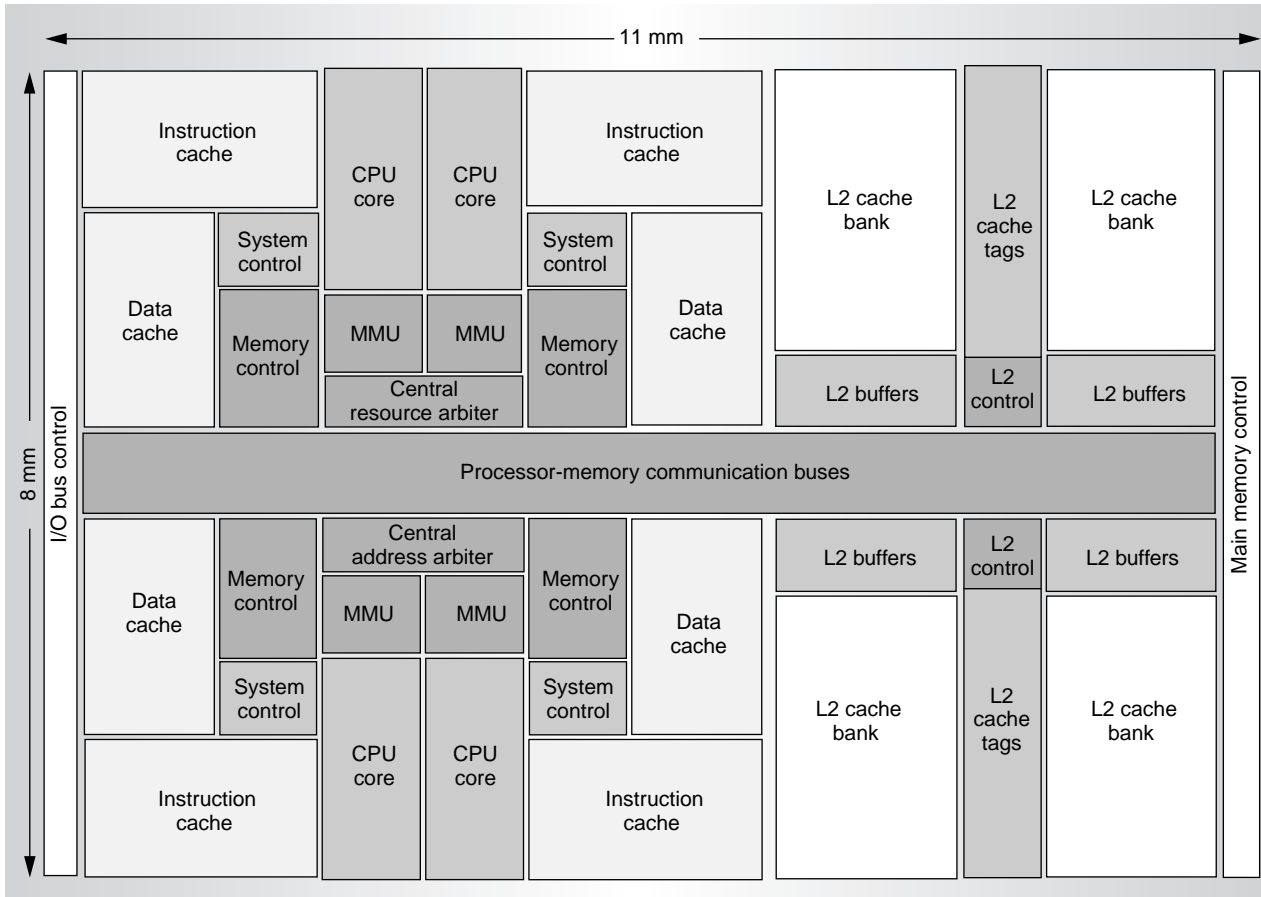 11 mm
8 mm
I/O bus control
Instruction
cache
CPU
core
CPU
core
Instruction
cache
L2 cache
bank
L2
cache
tags
L2 cache
bank
System
control
System
control
Data
cache
Memory
control
MMU
MMU
Memory
control
Data
cache
Central
resource arbiter
L2 buffers
L2
control
L2 buffers
Processor-memory communication buses
Main memory control
Data
cache
Memory
control
Central
address arbiter
MMU
MMU
Memory
control
Data
cache
L2 buffers
L2
control
L2 buffers
System
control
System
control
Instruction
cache
CPU
core
CPU
core
Instruction
cache
L2 cache
bank
L2
cache
tags
L2 cache
bank